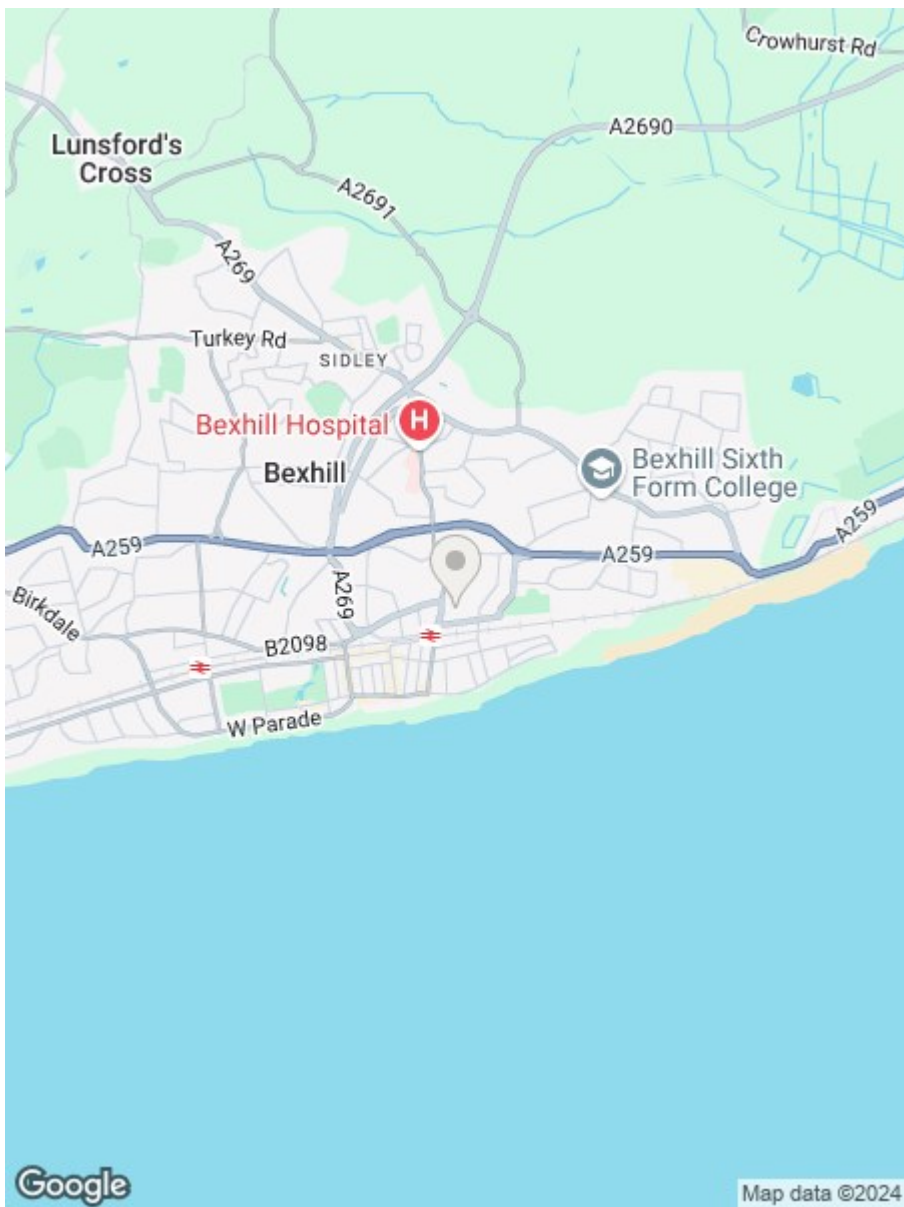 Crowhurst Rd
A2690
Lunsford's
Cross
A2691
A269
Turkey Rd
SIDLEY
Bexhill Hospital
H
Bexhill
Bexhill Sixth
Form College
A259
A259
A259
A269
Birkdale
B2098
W Parade
Google
Map data ©2024